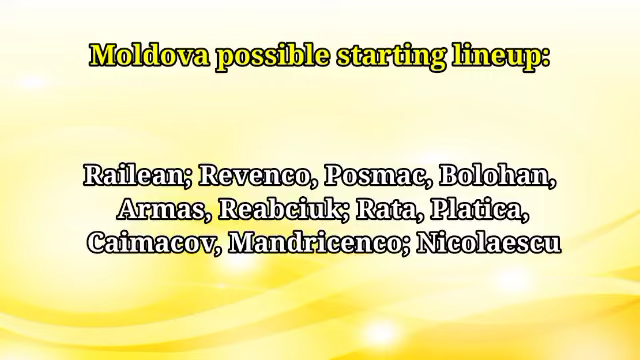 Moldova possible starting lineup:
Railean; Revenco, Posmac, Bolohan,
Armas, Reabciuk; Rata, Platica,
Caimacov, Mandricenco; Nicolaescu